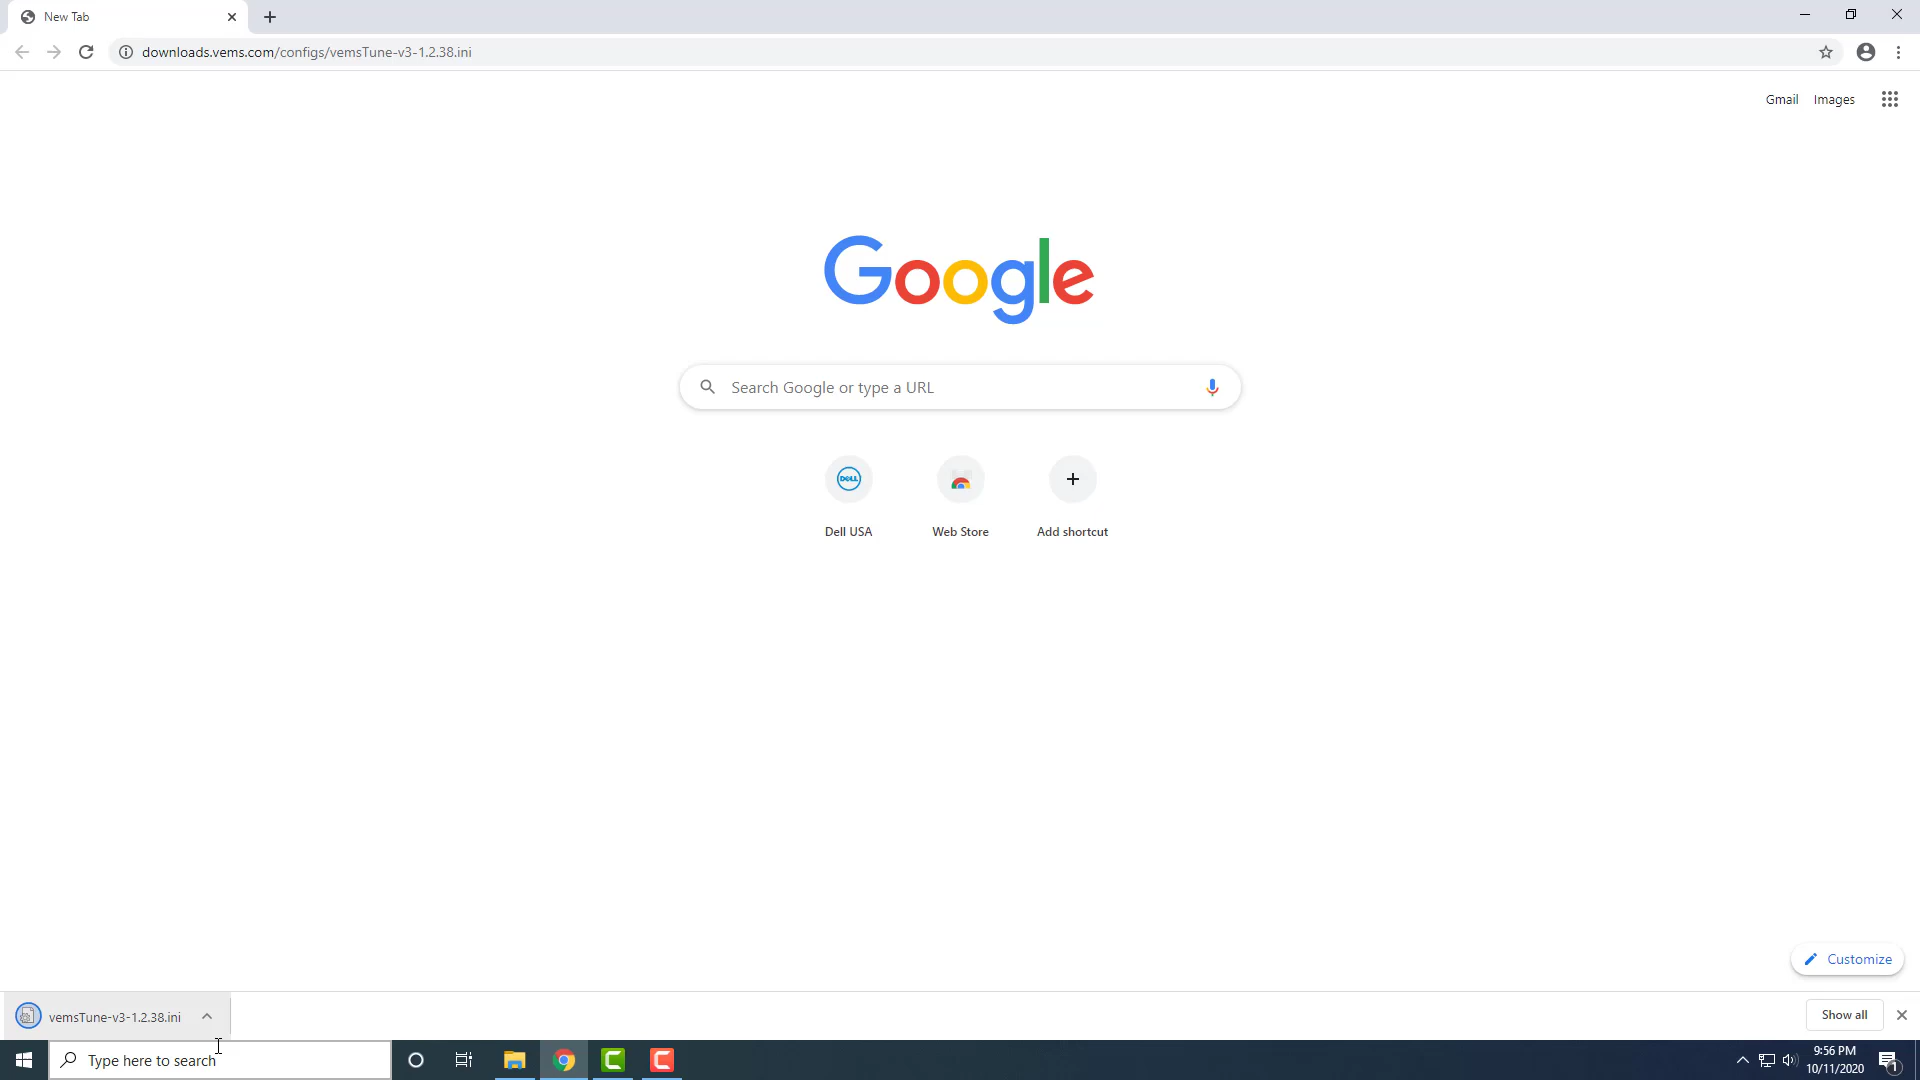 New Tab
downloads.vems.com/configs/vemsTune-v3-1.2.38.ini
Gmail Images
Google
Search Google or type a URL
DELL
Dell USA Web Store Add shortcut
Customize
vemsTune-v3-1.2.38.ini
Show all
Type here to search
9:56 PM
10/11/2020
1